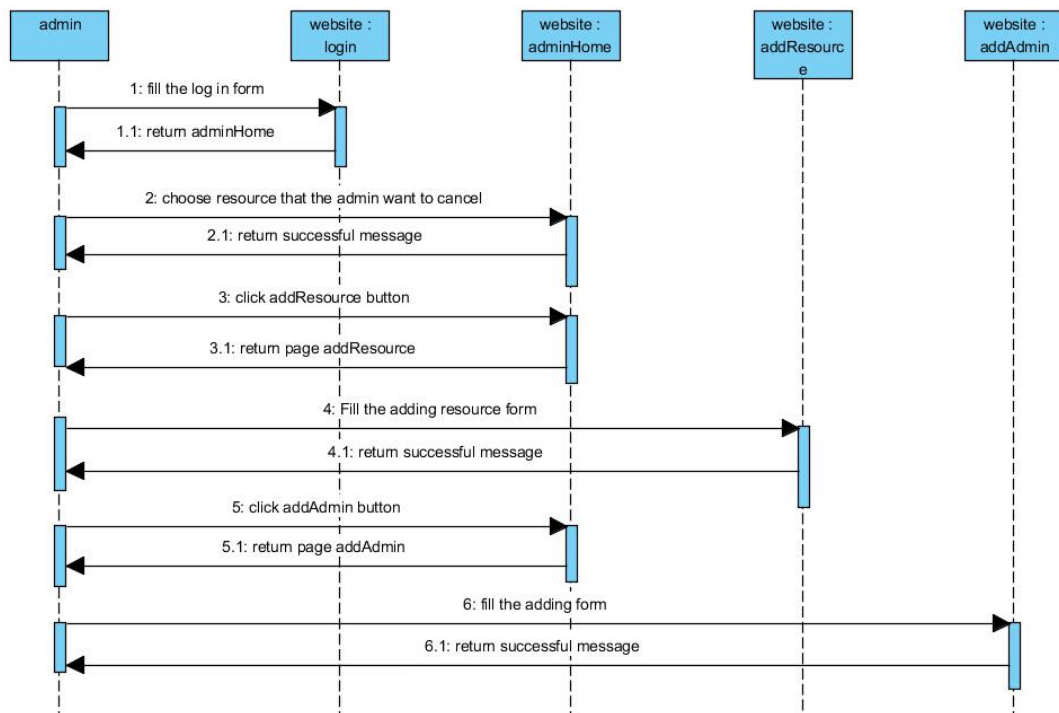 admin
website :
login
website :
adminHome
website :
addResourc
e
website :
addAdmin
1: fill the log in form
1.1: return adminHome
2: choose resource that the admin want to cancel
2.1: return successful message
3: click addResource button
3.1: return page addResource
4: Fill the adding resource form
4.1: return successful message
5: click addAdmin button
5.1: return page addAdmin
6: fill the adding form
6.1: return successful message